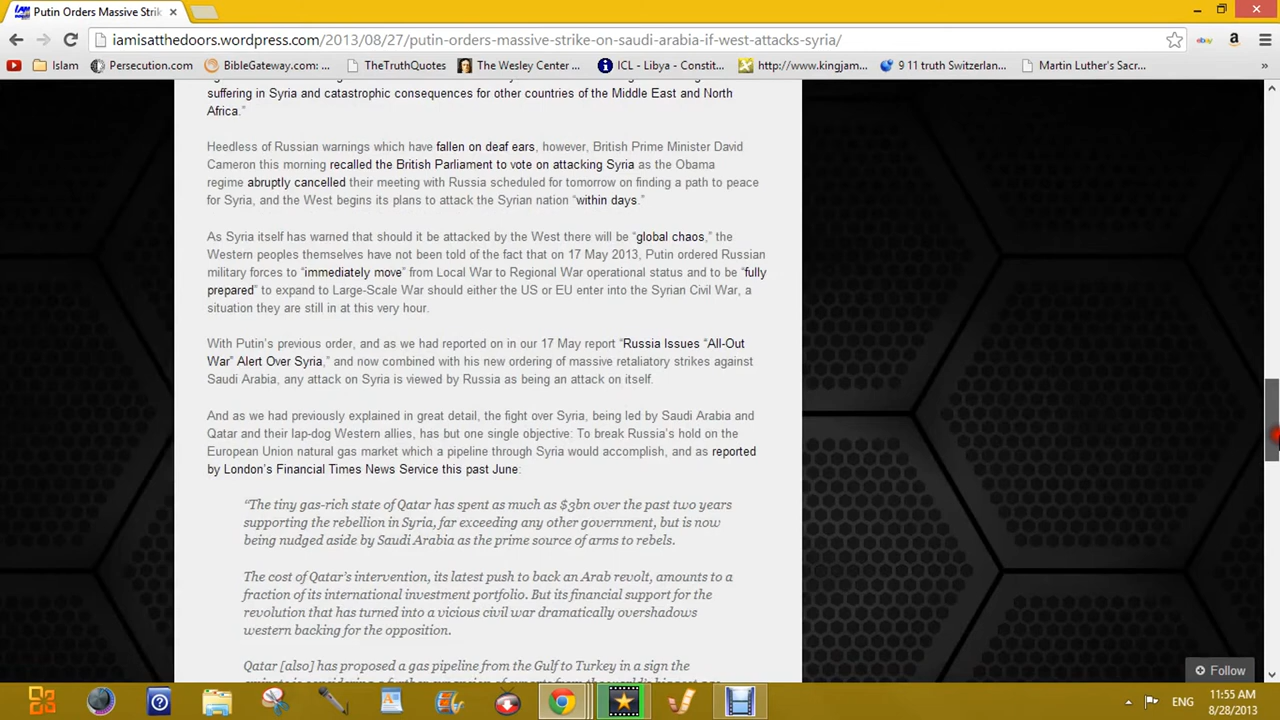 Putin Orders Massive Strik
iamisatthedoors.wordpress.com/2013/08/27/putin-orders-massive-strike-on-saudi-arabia-if-west-attacks-syria/
Islam Persecution.com BibleGateway.com: ... TheTruthQuotes The Wesley Center ... ICL - Libya - Constit... http://www.kingjam... 9 11 truth Switzerlan... Martin Luther's Sacr... »
suffering in Syria and catastrophic consequences for other countries of the Middle East and North
Africa.”
Heedless of Russian warnings which have fallen on deaf ears, however, British Prime Minister David
Cameron this morning recalled the British Parliament to vote on attacking Syria as the Obama
regime abruptly cancelled their meeting with Russia scheduled for tomorrow on finding a path to peace
for Syria, and the West begins its plans to attack the Syrian nation “within days.”
As Syria itself has warned that should it be attacked by the West there will be “global chaos,” the
Western peoples themselves have not been told of the fact that on 17 May 2013, Putin ordered Russian
military forces to “immediately move” from Local War to Regional War operational status and to be “fully
prepared” to expand to Large-Scale War should either the US or EU enter into the Syrian Civil War, a
situation they are still in at this very hour.
With Putin’s previous order, and as we had reported on in our 17 May report “Russia Issues “All-Out
War” Alert Over Syria,” and now combined with his new ordering of massive retaliatory strikes against
Saudi Arabia, any attack on Syria is viewed by Russia as being an attack on itself.
And as we had previously explained in great detail, the fight over Syria, being led by Saudi Arabia and
Qatar and their lap-dog Western allies, has but one single objective: To break Russia’s hold on the
European Union natural gas market which a pipeline through Syria would accomplish, and as reported
by London’s Financial Times News Service this past June:
“The tiny gas-rich state of Qatar has spent as much as $3bn over the past two years
supporting the rebellion in Syria, far exceeding any other government, but is now
being nudged aside by Saudi Arabia as the prime source of arms to rebels.
The cost of Qatar’s intervention, its latest push to back an Arab revolt, amounts to a
fraction of its international investment portfolio. But its financial support for the
revolution that has turned into a vicious civil war dramatically overshadows
western backing for the opposition.
Qatar [also] has proposed a gas pipeline from the Gulf to Turkey in a sign the
Follow
ENG
11:55 AM
8/28/2013